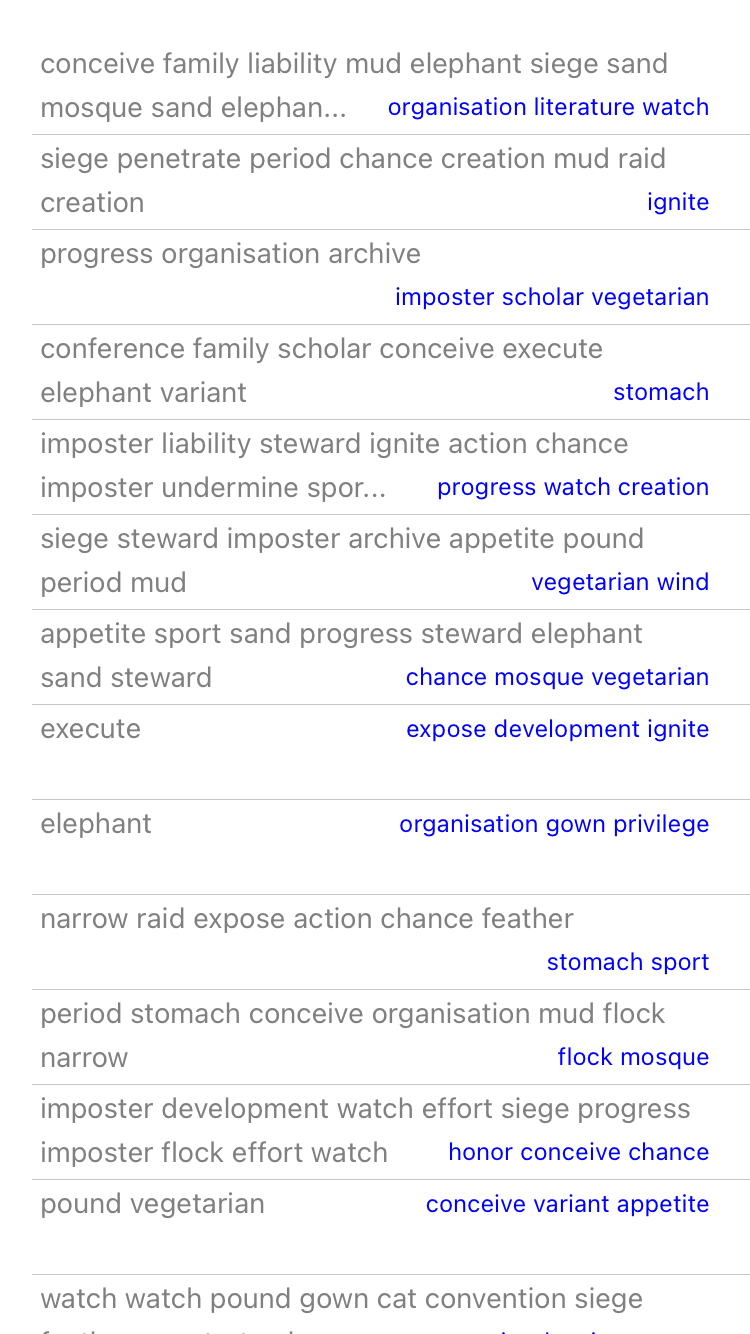 conceive family liability mud elephant siege sand
mosque sand elephan... organisation literature watch
siege penetrate period chance creation mud raid
creation ignite
progress organisation archive
imposter scholar vegetarian
conference family scholar conceive execute
elephant variant stomach
imposter liability steward ignite action chance
imposter undermine spor... progress watch creation
siege steward imposter archive appetite pound
period mud vegetarian wind
appetite sport sand progress steward elephant
sand steward chance mosque vegetarian
execute expose development ignite
elephant organisation gown privilege
narrow raid expose action chance feather
stomach sport
period stomach conceive organisation mud flock
narrow flock mosque
imposter development watch effort siege progress
imposter flock effort watch honor conceive chance
pound vegetarian conceive variant appetite
watch watch pound gown cat convention siege